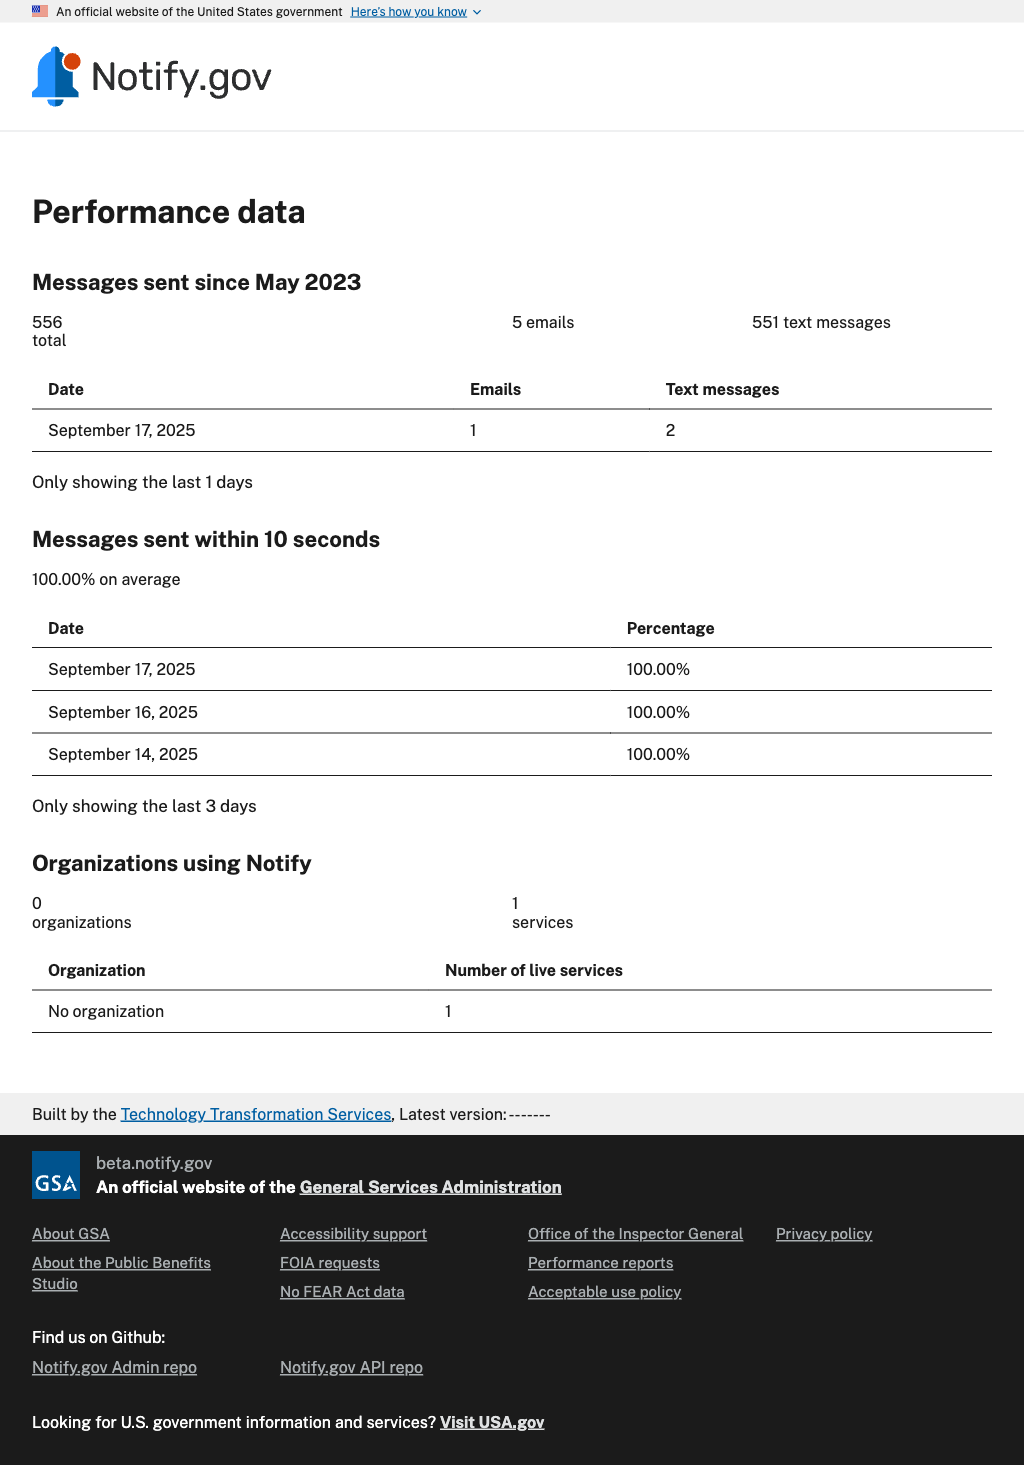 An official website of the United States government Here's how you know
Notify.gov
Performance data
Messages sent since May 2023
556 total
5 emails
551 text messages
Date Emails Text messages
September 17, 2025 1 2
Only showing the last 1 days
Messages sent within 10 seconds
100.00% on average
Date Percentage
September 17, 2025 100.00%
September 16, 2025 100.00%
September 14, 2025 100.00%
Only showing the last 3 days
Organizations using Notify
0 organizations
1 services
Organization Number of live services
No organization 1
Built by the Technology Transformation Services, Latest version:-------
GSA
beta.notify.gov
An official website of the General Services Administration
About GSA
About the Public Benefits
Studio
Accessibility support
FOIA requests
No FEAR Act data
Office of the Inspector General
Performance reports
Acceptable use policy
Privacy policy
Find us on Github:
Notify.gov Admin repo Notify.gov API repo
Looking for U.S. government information and services? Visit USA.gov